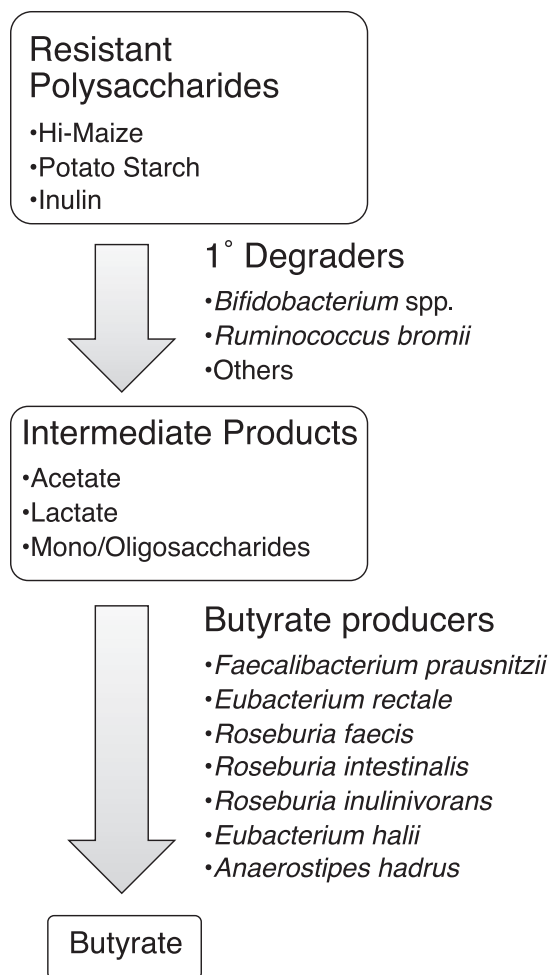 Resistant
Polysaccharides
•Hi-Maize
•Potato Starch
•Inulin
1° Degraders
•Bifidobacterium spp.
•Ruminococcus bromii
•Others
Intermediate Products
•Acetate
•Lactate
•Mono/Oligosaccharides
Butyrate producers
•Faecalibacterium prausnitzii
•Eubacterium rectale
•Roseburia faecis
•Roseburia intestinalis
•Roseburia inulinivorans
•Eubacterium halii
•Anaerostipes hadrus
Butyrate